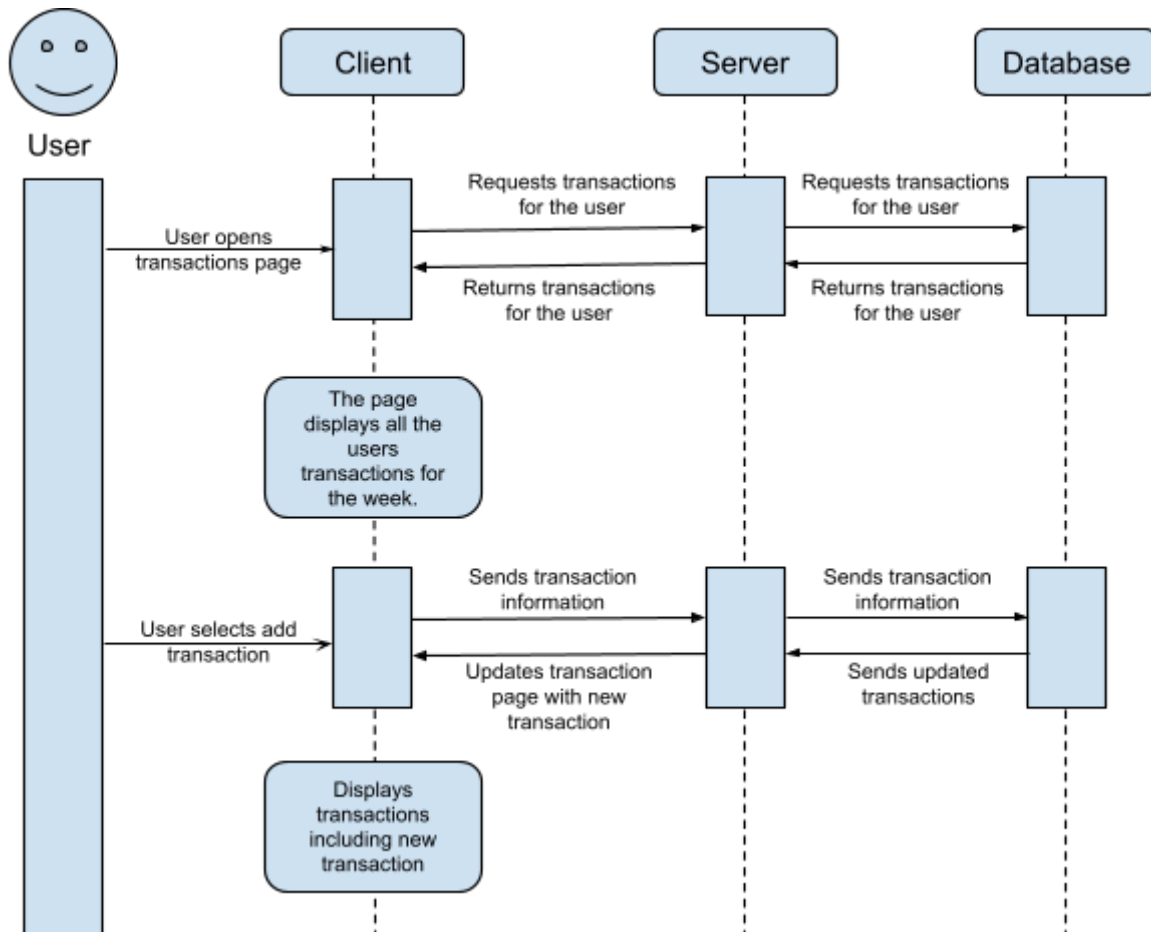 Client
Server
Database
User
Requests transactions
for the user
Requests transactions
for the user
User opens
transactions page
Returns transactions
for the user
Returns transactions
for the user
The page
displays all the
users
transactions for
the week.
Sends transaction
information
Sends transaction
information
User selects add
transaction
Updates transaction
page with new
transaction
Sends updated
transactions
Displays
transactions
including new
transaction